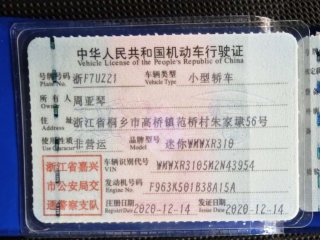 中华人民共和国机动车行驶证
Vehicle License of the People's Republic of China
号牌号码 浙F7U221 车辆类型 小型轿车
Plate No. Vehicle Type
所有人 周亚琴
Owner
住址 浙江省桐乡市高桥镇范桥村朱家埭56号
Address
使用性质 非营运 品牌型号 迷你WMWXR310
Use Character Model
浙江省嘉兴
市公安局交
通警察支队
车辆识别代号 WMWXR3105M2N43954
VIN
发动机号码 F963K501B38A15A
Engine No.
注册日期 2020-12-14 发证日期 2020-12-14
Register Date Issue Date